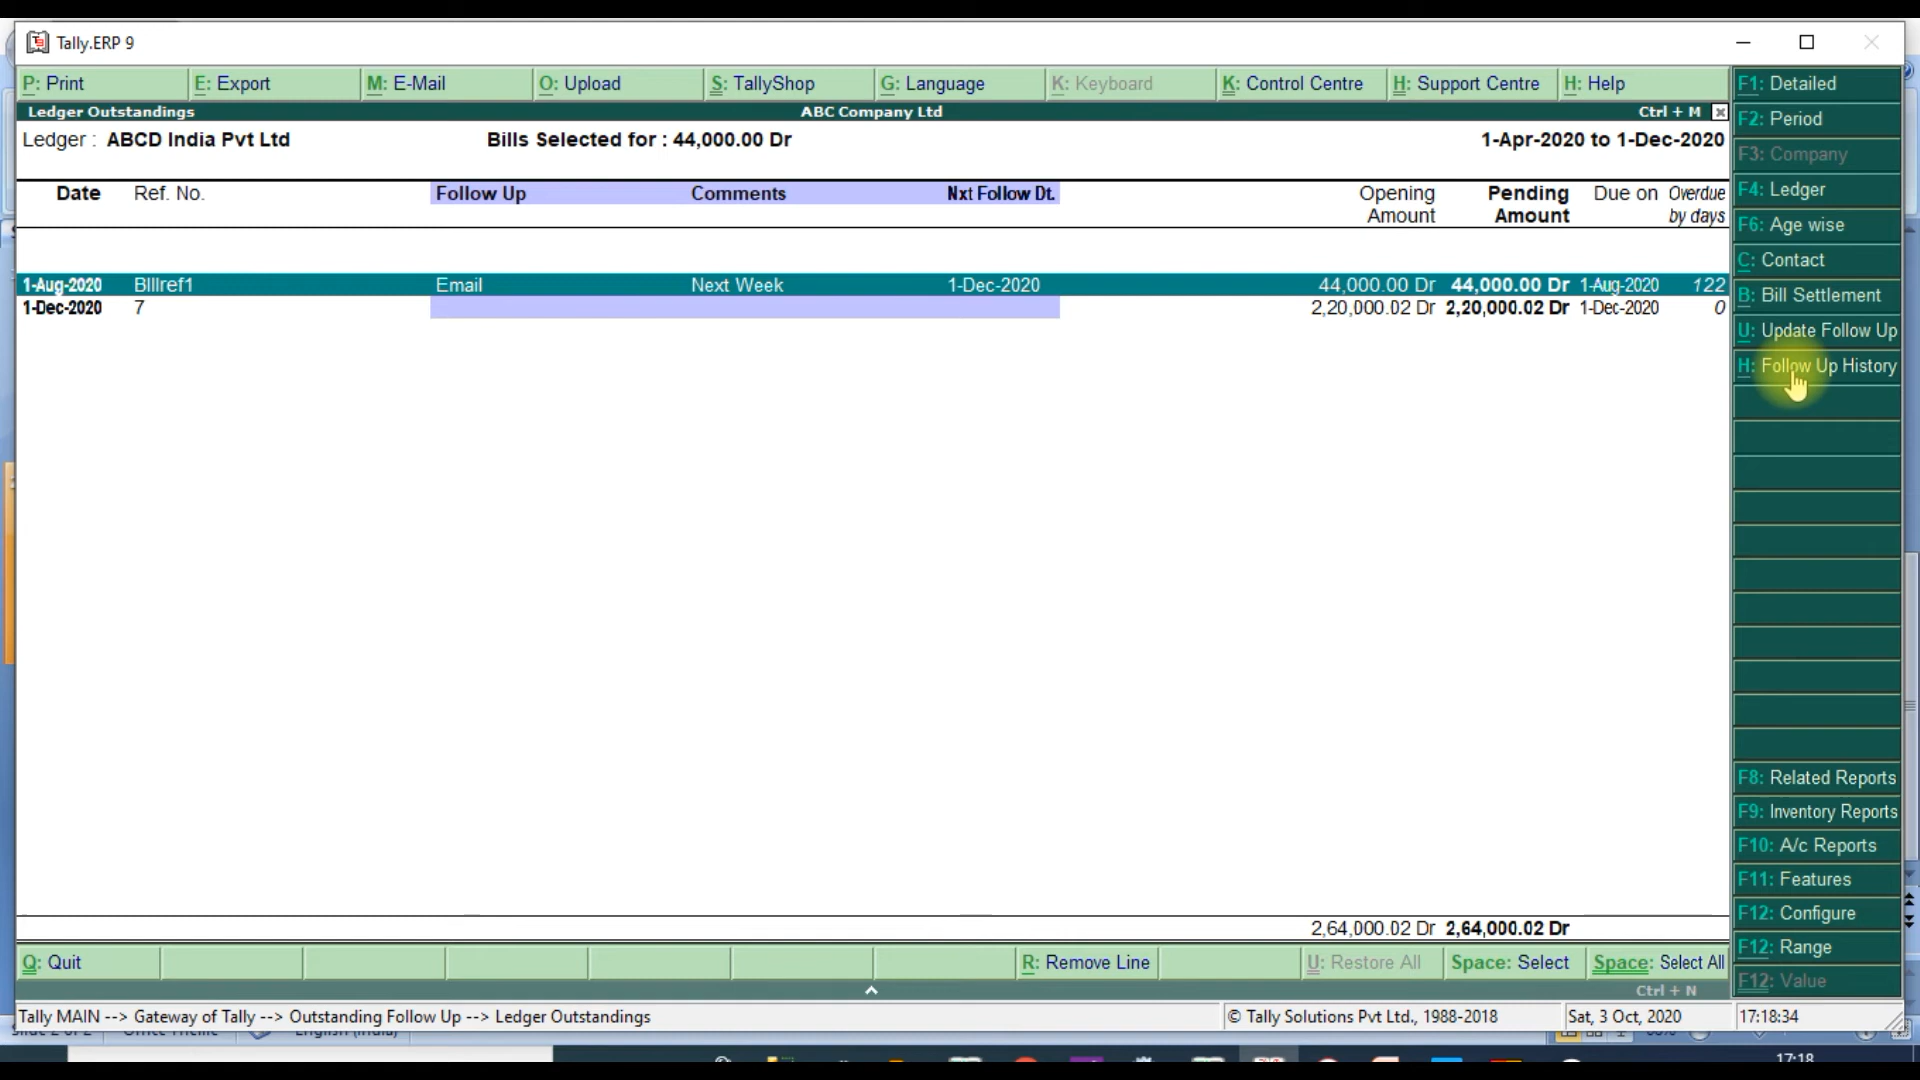 Tally.ERP 9
P: Print E: Export M: E-Mail O: Upload S: TallyShop G: Language K: Keyboard K: Control Centre H: Support Centre H: Help
Ledger Outstandings ABC Company Ltd Ctrl + M
Ledger : ABCD India Pvt Ltd Bills Selected for : 44,000.00 Dr 1-Apr-2020 to 1-Dec-2020
Date Ref. No. Follow Up Comments Nxt Follow Dt. Opening Pending Due on Overdue
Amount Amount by days
1-Aug-2020 BIllref1 Email Next Week 1-Dec-2020 44,000.00 Dr 44,000.00 Dr 1-Aug-2020 122
1-Dec-2020 7 2,20,000.02 Dr 2,20,000.02 Dr 1-Dec-2020 0
2,64,000.02 Dr 2,64,000.02 Dr
Q: Quit R: Remove Line U: Restore All Space: Select Space: Select All
Ctrl + N
Tally MAIN --> Gateway of Tally --> Outstanding Follow Up --> Ledger Outstandings © Tally Solutions Pvt Ltd., 1988-2018 Sat, 3 Oct, 2020 17:18:34
F1: Detailed
F2: Period
F3: Company
F4: Ledger
F6: Age wise
C: Contact
B: Bill Settlement
U: Update Follow Up
H: Follow Up History
F8: Related Reports
F9: Inventory Reports
F10: A/c Reports
F11: Features
F12: Configure
F12: Range
F12: Value
17:18